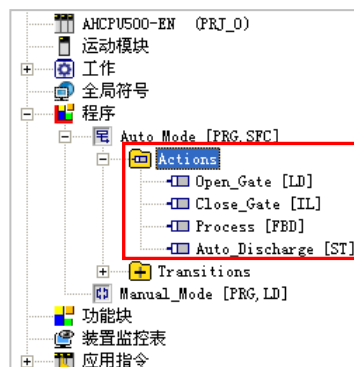 AHCPU500-EN (PRJ_0)
运动模块
工作
全局符号
程序
Auto Mode [PRG,SFC]
Actions
Open_Gate [LD]
Close_Gate [IL]
Process [FBD]
Auto_Discharge [ST]
Transitions
Manual_Mode [PRG,LD]
功能块
装置监控表
应用指令